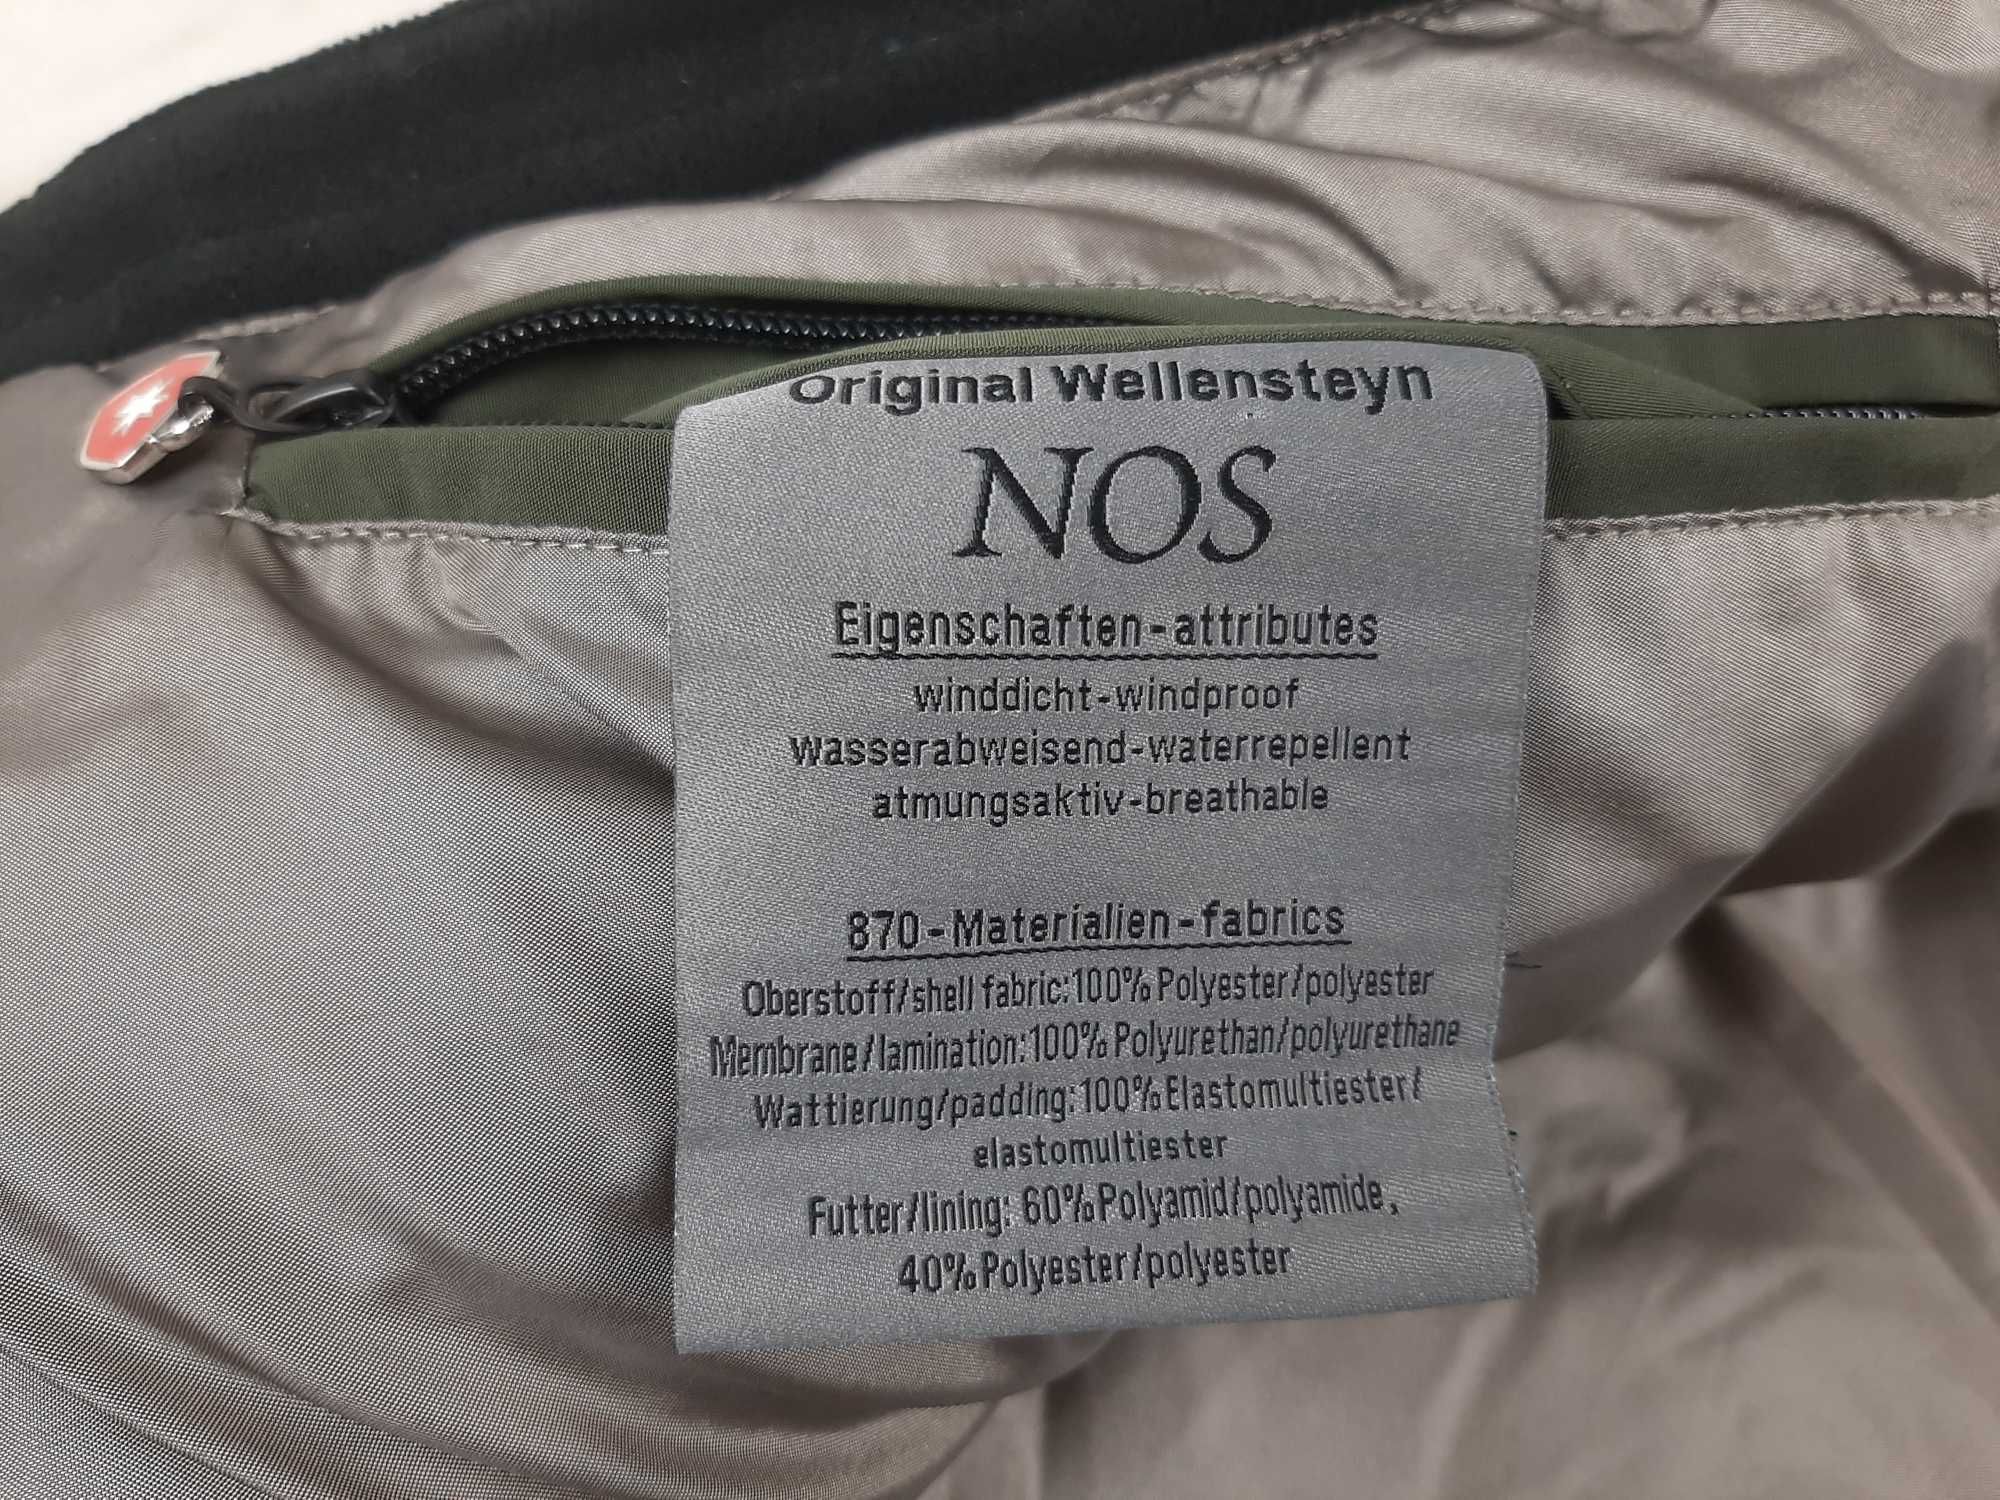 Original Wellensteyn
NOS
Eigenschaften-attributes
winddicht-windproof
wasserabweisend-waterrepellent
atmungsaktiv-breathable
870-Materialien-fabrics
Oberstoff/shell fabric:100% Polyester/polyester
Membrane/lamination:100% Polyurethan/polyurethane
Wattierung/padding:100% Elastomultiester/
elastomultiester
Futter/lining: 60% Polyamid/polyamide,
40% Polyester/polyester